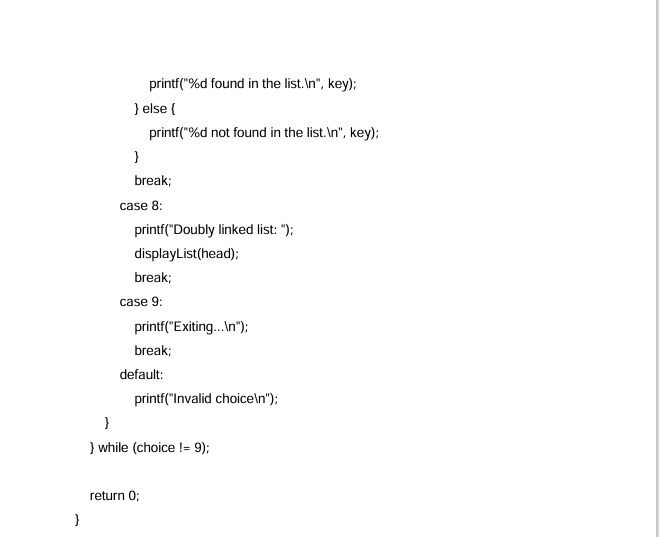 printf("%d found in the list.\n", key);
} else {
printf("%d not found in the list.\n", key);
}
break;
case 8:
printf("Doubly linked list: ");
displayList(head);
break;
case 9:
printf("Exiting...\n");
break;
default:
printf("Invalid choice\n");
}
} while (choice != 9);
return 0;
}